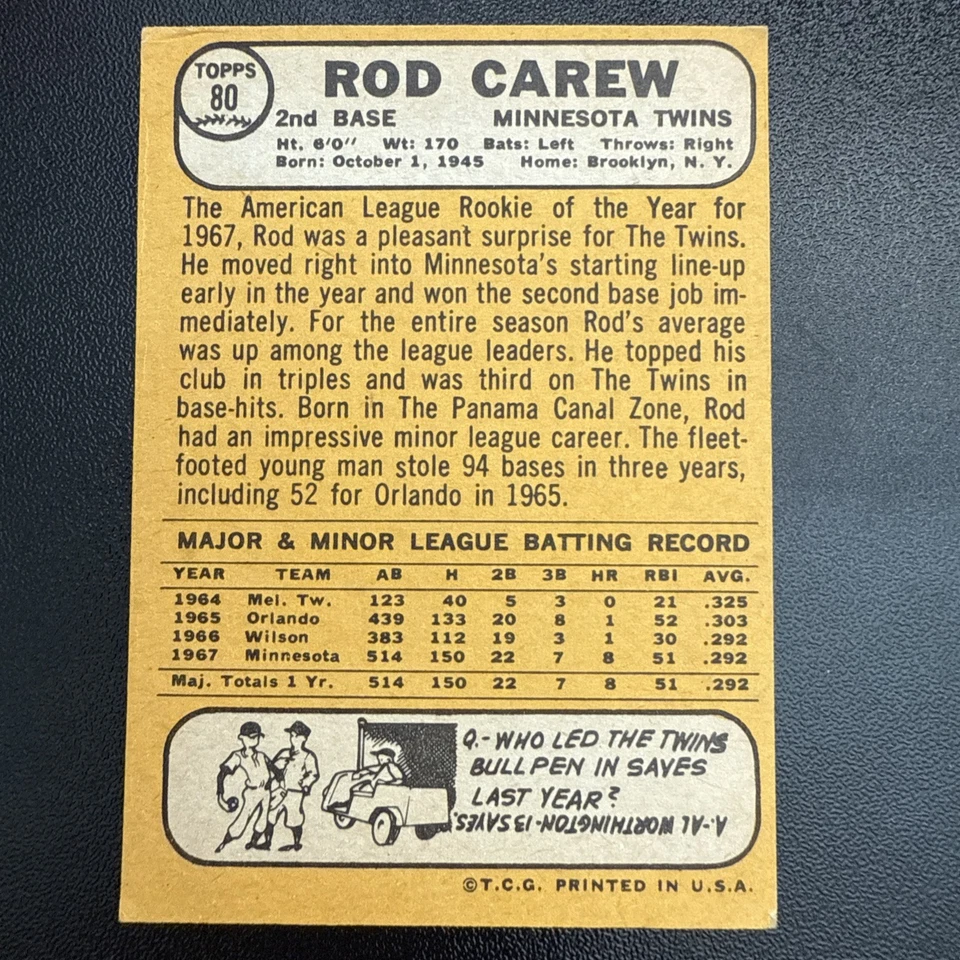 TOPPS
80
ROD CAREW
2nd BASE MINNESOTA TWINS
Ht. 6'0" Wt: 170 Bats: Left Throws: Right
Born: October 1, 1945 Home: Brooklyn, N. Y.
The American League Rookie of the Year for
1967, Rod was a pleasant surprise for The Twins.
He moved right into Minnesota's starting line-up
early in the year and won the second base job im-
mediately. For the entire season Rod's average
was up among the league leaders. He topped his
club in triples and was third on The Twins in
base-hits. Born in The Panama Canal Zone, Rod
had an impressive minor league career. The fleet-
footed young man stole 94 bases in three years,
including 52 for Orlando in 1965.
MAJOR & MINOR LEAGUE BATTING RECORD
YEAR TEAM AB H 2B 3B HR RBI AVG.
1964 Mel. Tw. 123 40 5 3 0 21 .325
1965 Orlando 439 133 20 8 1 52 .303
1966 Wilson 383 112 19 3 1 30 .292
1967 Minnesota 514 150 22 7 8 51 .292
Maj. Totals 1 Yr. 514 150 22 7 8 51 .292
Q.-WHO LED THE TWINS
BULLPEN IN SAVES
LAST YEAR?
A-AL WORTHINGTON-13 SAVES.
©T.C.G. PRINTED IN U.S.A.